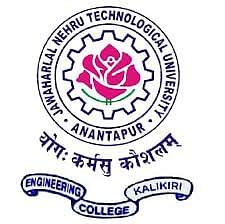 JAWAHARLAL NEHRU TECHNOLOGICAL UNIVERSITY
ANANTAPUR
योगः कर्मसु कौशलम्
ENGINEERING COLLEGE KALIKIRI